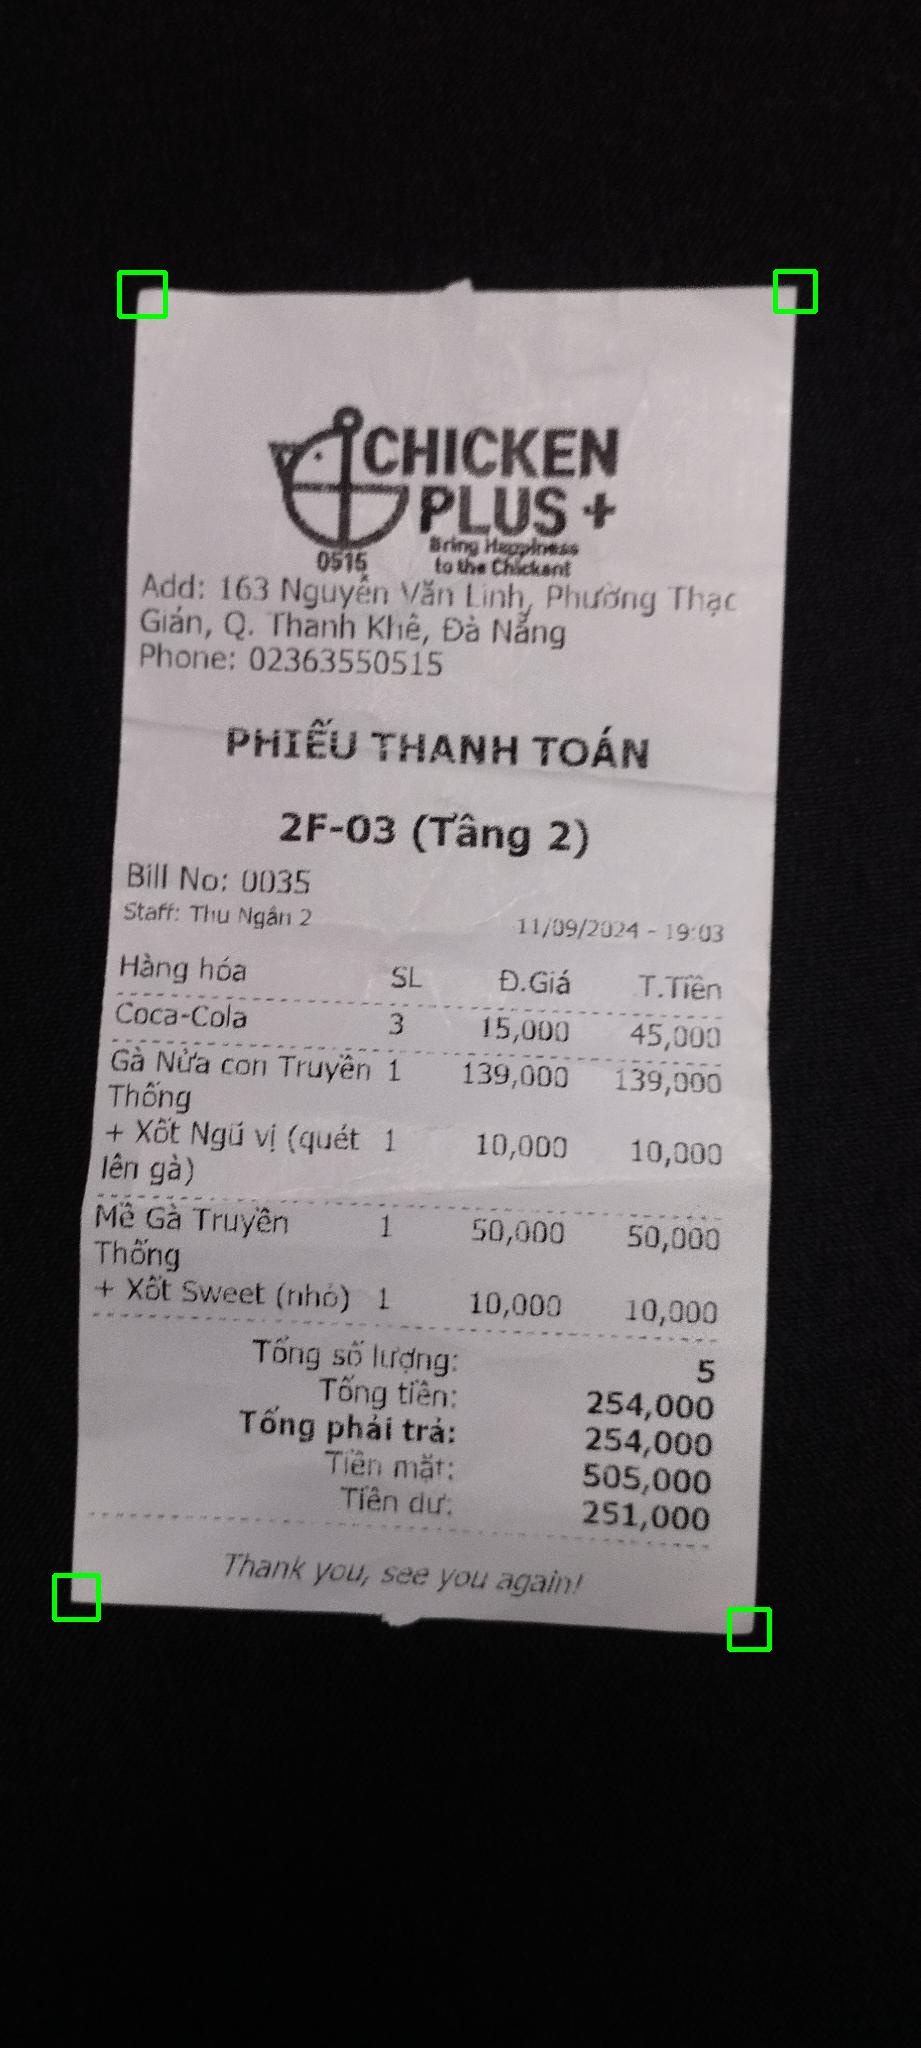 CHICKEN
PLUS +
Bring Happiness
to the Chickent
0515
Add: 163 Nguyễn Văn Linh, Phường Thạc
Gián, Q. Thanh Khê, Đà Nẵng
Phone: 02363550515
PHIẾU THANH TOÁN
2F-03 (Tầng 2)
Bill No: 0035
Staff: Thu Ngân 2 11/09/2024 - 19:03
Hàng hóa SL Đ.Giá T.Tiền
Coca-Cola 3 15,000 45,000
Gà Nửa con Truyền 1 139,000 139,000
Thống
+ Xốt Ngũ vị (quét 1 10,000 10,000
lên gà)
Mề Gà Truyền 1 50,000 50,000
Thống
+ Xốt Sweet (nhỏ) 1 10,000 10,000
Tổng số lượng: 5
Tổng tiền: 254,000
Tổng phải trả: 254,000
Tiền mặt: 505,000
Tiền dư: 251,000
Thank you, see you again!